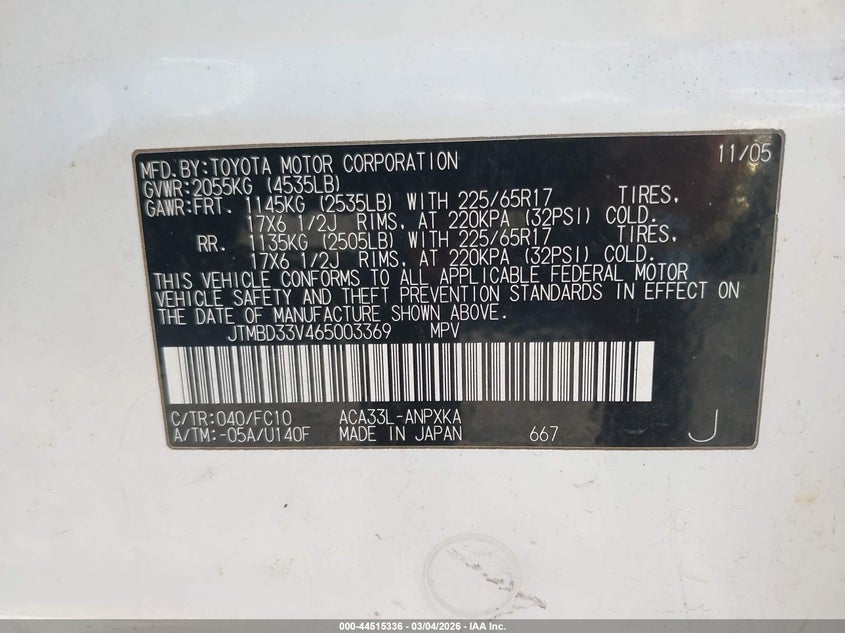 MFD.BY:TOYOTA MOTOR CORPORATION 11/05
GVWR:2055KG (4535LB)
GAWR:FRT. 1145KG (2535LB) WITH 225/65R17 TIRES,
17X6 1/2J RIMS, AT 220KPA (32PSI) COLD.
RR. 1135KG (2505LB) WITH 225/65R17 TIRES,
17X6 1/2J RIMS, AT 220KPA (32PSI) COLD.
THIS VEHICLE CONFORMS TO ALL APPLICABLE FEDERAL MOTOR
VEHICLE SAFETY AND THEFT PREVENTION STANDARDS IN EFFECT ON
THE DATE OF MANUFACTURE SHOWN ABOVE.
JTMBD33V465003369 MPV
C/TR:040/FC10 ACA33L-ANPXKA
A/TM:-05A/U140F MADE IN JAPAN 667 J
000-44515336 - 03/04/2026 - IAA Inc.